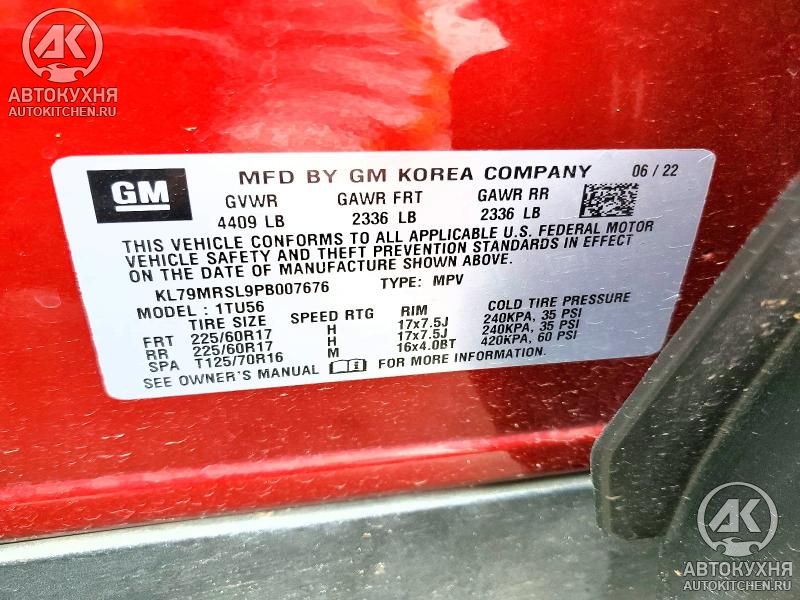 AK
АВТОКУХНЯ
AUTOKITCHEN.RU
GM
MFD BY GM KOREA COMPANY 06 / 22
GVWR GAWR FRT GAWR RR
4409 LB 2336 LB 2336 LB
THIS VEHICLE CONFORMS TO ALL APPLICABLE U.S. FEDERAL MOTOR
VEHICLE SAFETY AND THEFT PREVENTION STANDARDS IN EFFECT
ON THE DATE OF MANUFACTURE SHOWN ABOVE.
KL79MRSL9PB007676 TYPE: MPV
MODEL : 1TU56
TIRE SIZE SPEED RTG RIM COLD TIRE PRESSURE
FRT 225/60R17 H 17x7.5J 240KPA, 35 PSI
RR 225/60R17 H 17x7.5J 240KPA, 35 PSI
SPA T125/70R16 M 16x4.0BT 420KPA, 60 PSI
SEE OWNER'S MANUAL FOR MORE INFORMATION.
AK
АВТОКУХНЯ
AUTOKITCHEN.RU